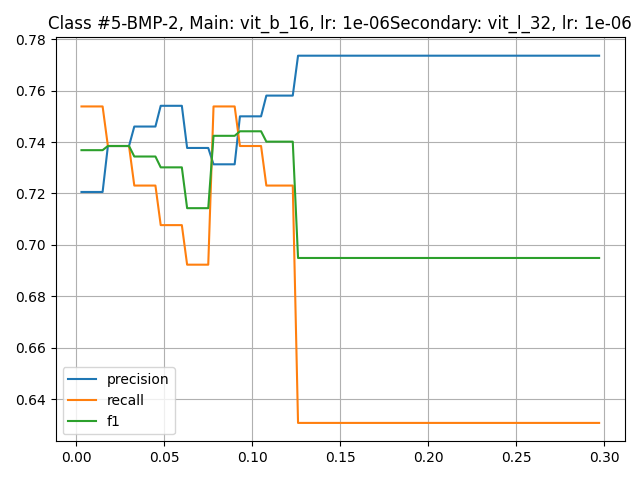 Class #5-BMP-2, Main: vit_b_16, lr: 1e-06Secondary: vit_l_32, lr: 1e-06
0.78
0.76
0.74
0.72
0.70
0.68
0.66
0.64
precision
recall
f1
0.00 0.05 0.10 0.15 0.20 0.25 0.30